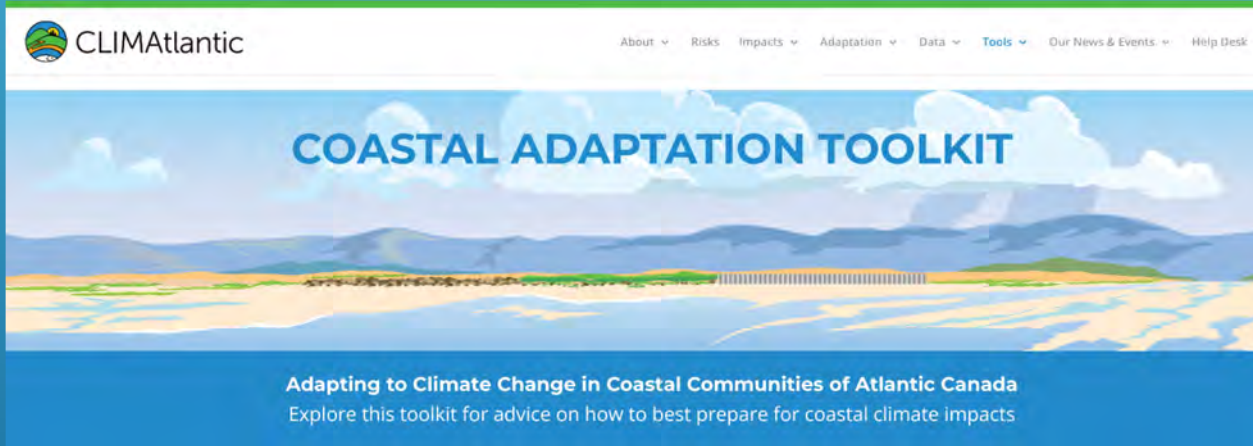 CLIMAtlantic
About Risks Impacts Adaptation Data Tools Our News & Events Help Desk
COASTAL ADAPTATION TOOLKIT
Adapting to Climate Change in Coastal Communities of Atlantic Canada
Explore this toolkit for advice on how to best prepare for coastal climate impacts